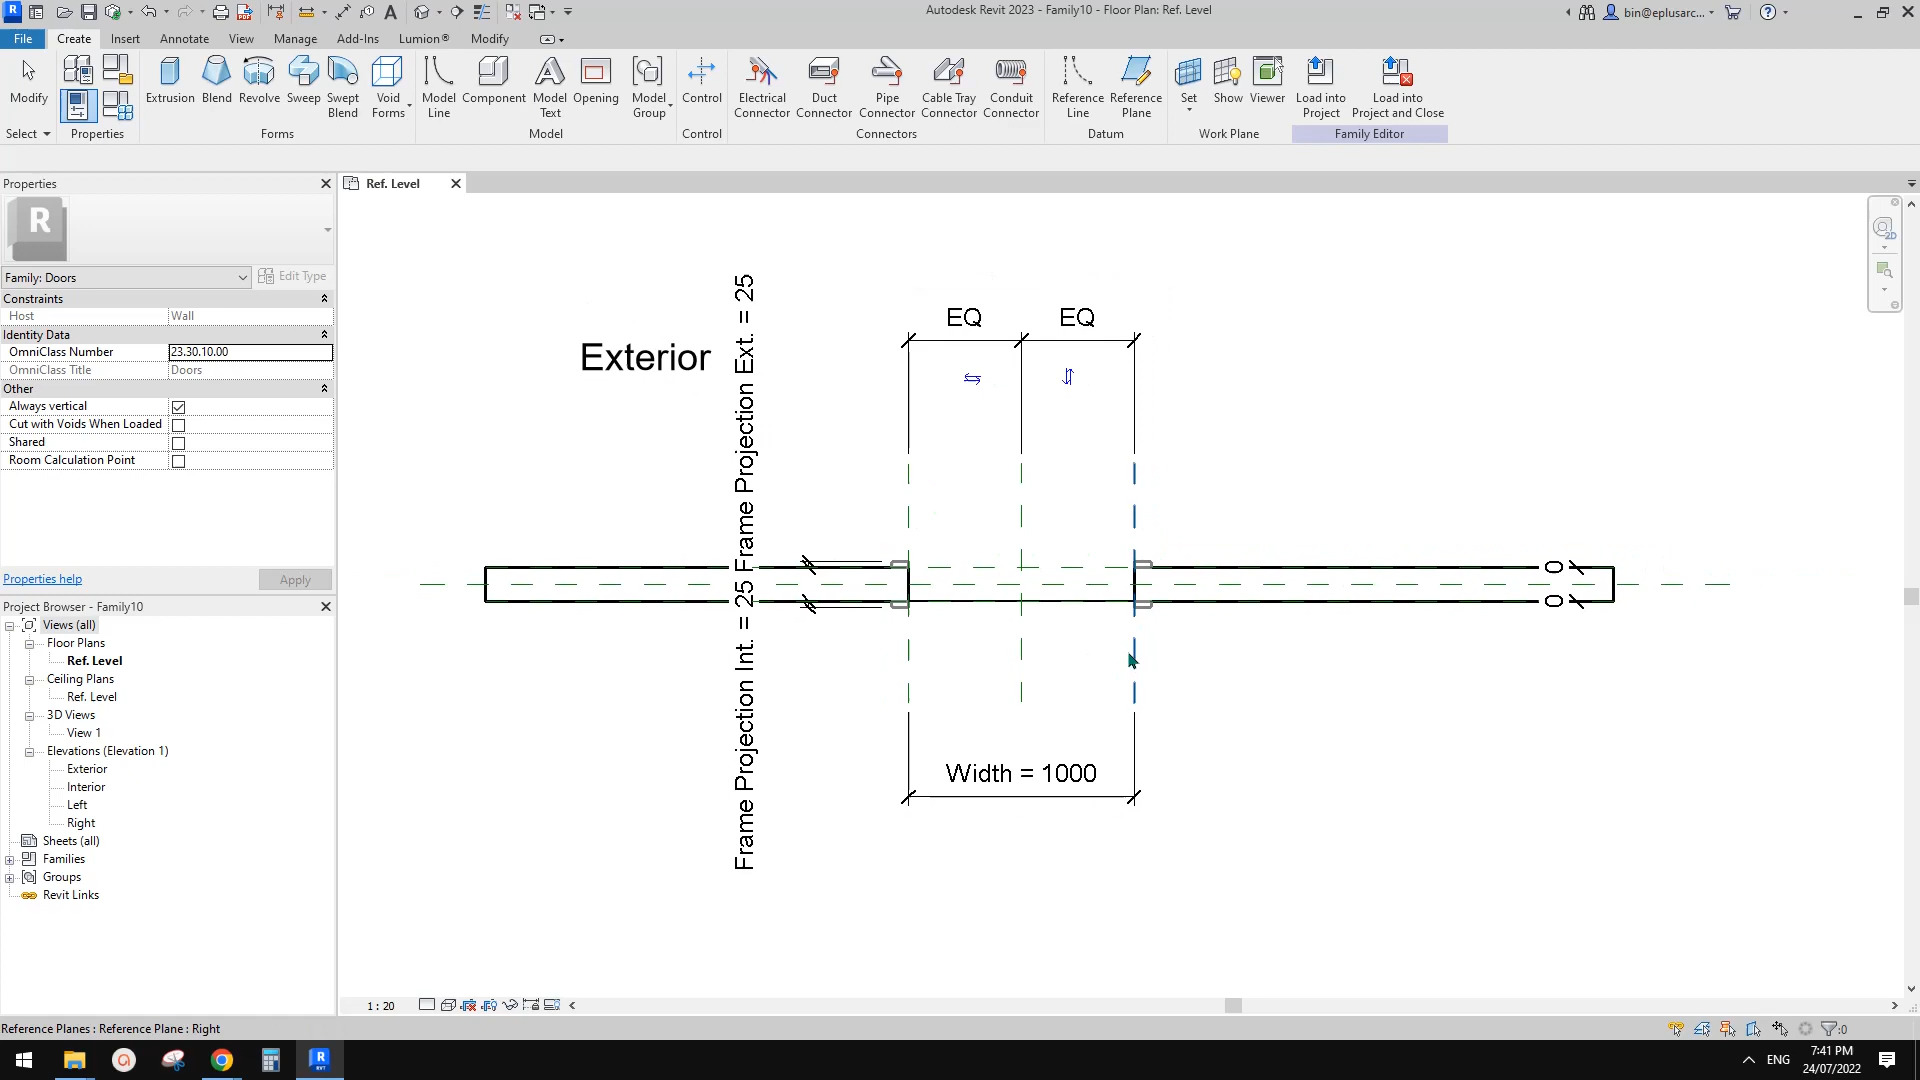 Autodesk Revit 2023 - Family10 - Floor Plan: Ref. Level
bin@eplusarc...
File
Create
Insert
Annotate
View
Manage
Add-Ins
Lumion®
Modify
Modify
Extrusion
Blend
Revolve
Sweep
Swept Blend
Void Forms
Model Line
Component
Model Text
Opening
Model Group
Control
Electrical Connector
Duct Connector
Pipe Connector
Cable Tray Connector
Conduit Connector
Reference Line
Reference Plane
Set
Show
Viewer
Load into Project
Load into Project and Close
Select
Properties
Forms
Model
Control
Connectors
Datum
Work Plane
Family Editor
Properties
R
Family: Doors
Edit Type
Constraints
Host
Wall
Identity Data
OmniClass Number
23.30.10.00
OmniClass Title
Doors
Other
Always vertical
Cut with Voids When Loaded
Shared
Room Calculation Point
Properties help
Apply
Project Browser - Family10
Views (all)
Floor Plans
Ref. Level
Ceiling Plans
Ref. Level
3D Views
View 1
Elevations (Elevation 1)
Exterior
Interior
Left
Right
Sheets (all)
Families
Groups
Revit Links
Ref. Level
Exterior
Frame Projection Ext. = 25
Frame Projection Int. = 25
EQ
EQ
0
0
Width = 1000
1 : 20
Reference Planes : Reference Plane : Right
:0
ENG
7:41 PM
24/07/2022